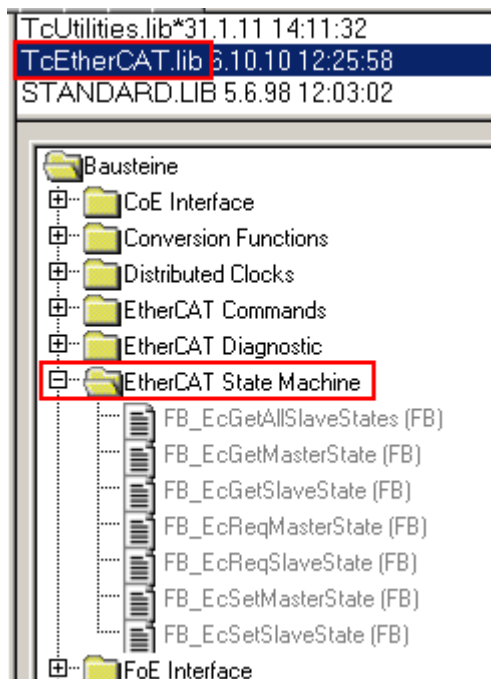 TcUtilities.lib*31.1.11 14:11:32
TcEtherCAT.lib 6.10.10 12:25:58
STANDARD.LIB 5.6.98 12:03:02
Bausteine
CoE Interface
Conversion Functions
Distributed Clocks
EtherCAT Commands
EtherCAT Diagnostic
EtherCAT State Machine
FB_EcGetAllSlaveStates (FB)
FB_EcGetMasterState (FB)
FB_EcGetSlaveState (FB)
FB_EcReqMasterState (FB)
FB_EcReqSlaveState (FB)
FB_EcSetMasterState (FB)
FB_EcSetSlaveState (FB)
FoE Interface